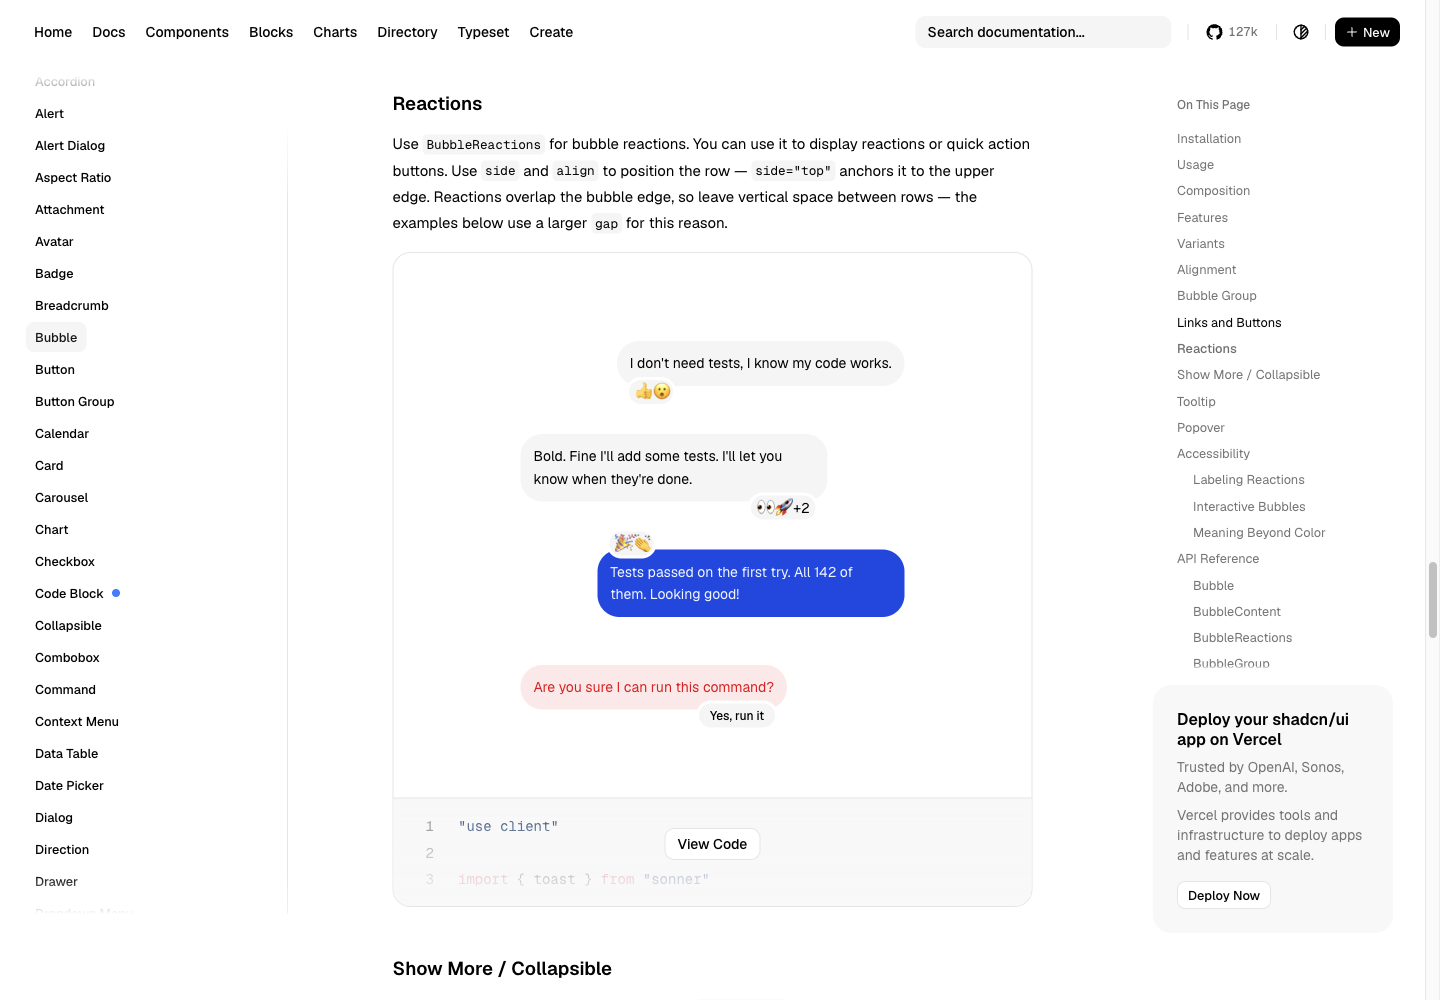 Home Docs Components Blocks Charts Directory Typeset Create
Search documentation...
127k
New
Accordion
Alert
Alert Dialog
Aspect Ratio
Attachment
Avatar
Badge
Breadcrumb
Bubble
Button
Button Group
Calendar
Card
Carousel
Chart
Checkbox
Code Block
Collapsible
Combobox
Command
Context Menu
Data Table
Date Picker
Dialog
Direction
Drawer
Dropdown Menu
Reactions
Use BubbleReactions for bubble reactions. You can use it to display reactions or quick action
buttons. Use side and align to position the row — side="top" anchors it to the upper
edge. Reactions overlap the bubble edge, so leave vertical space between rows — the
examples below use a larger gap for this reason.
I don't need tests, I know my code works.
👍😮
Bold. Fine I'll add some tests. I'll let you
know when they're done.
👀🚀+2
🎉👏
Tests passed on the first try. All 142 of
them. Looking good!
Are you sure I can run this command?
Yes, run it
1 "use client"
2
3 import { toast } from "sonner"
View Code
Show More / Collapsible
On This Page
Installation
Usage
Composition
Features
Variants
Alignment
Bubble Group
Links and Buttons
Reactions
Show More / Collapsible
Tooltip
Popover
Accessibility
Labeling Reactions
Interactive Bubbles
Meaning Beyond Color
API Reference
Bubble
BubbleContent
BubbleReactions
BubbleGroup
Deploy your shadcn/ui
app on Vercel
Trusted by OpenAI, Sonos,
Adobe, and more.
Vercel provides tools and
infrastructure to deploy apps
and features at scale.
Deploy Now